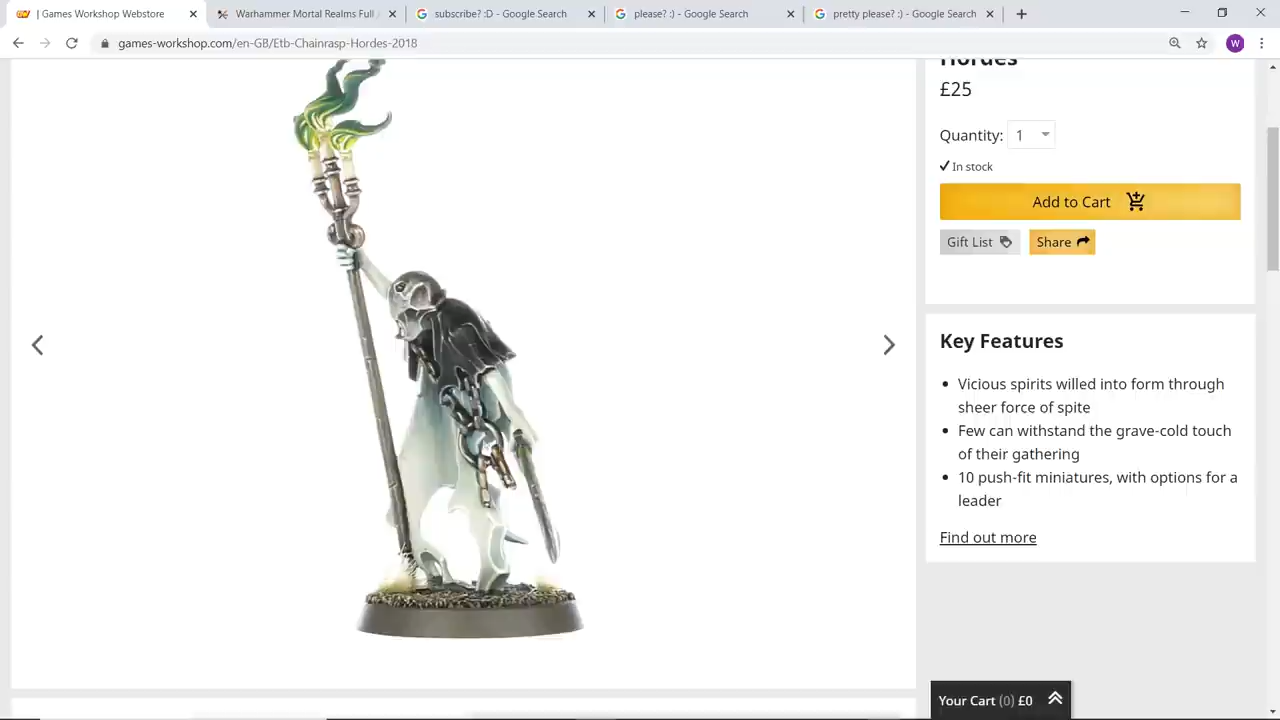 | Games Workshop Webstore
Warhammer Mortal Realms Full
subscribe? :D - Google Search
please? :) - Google Search
pretty please? :) - Google Search
games-workshop.com/en-GB/Etb-Chainrasp-Hordes-2018
W
Hordes
£25
Quantity: 1
In stock
Add to Cart
Gift List
Share
Key Features
• Vicious spirits willed into form through
sheer force of spite
• Few can withstand the grave-cold touch
of their gathering
• 10 push-fit miniatures, with options for a
leader
Find out more
Your Cart (0) £0